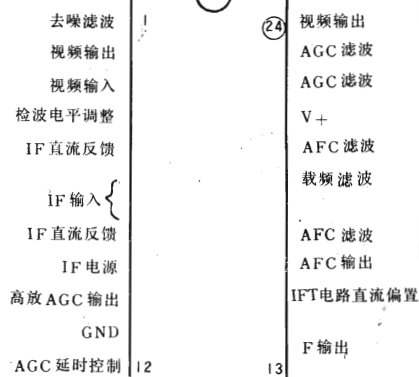 去噪滤波 1
24 视频输出
视频输出
AGC滤波
视频输入
AGC滤波
检波电平调整
V+
IF直流反馈
AFC滤波
载频滤波
IF输入{
IF直流反馈
AFC滤波
IF电源
AFC输出
高放AGC输出
IFT电路直流偏置
GND
F输出
AGC延时控制 12
13